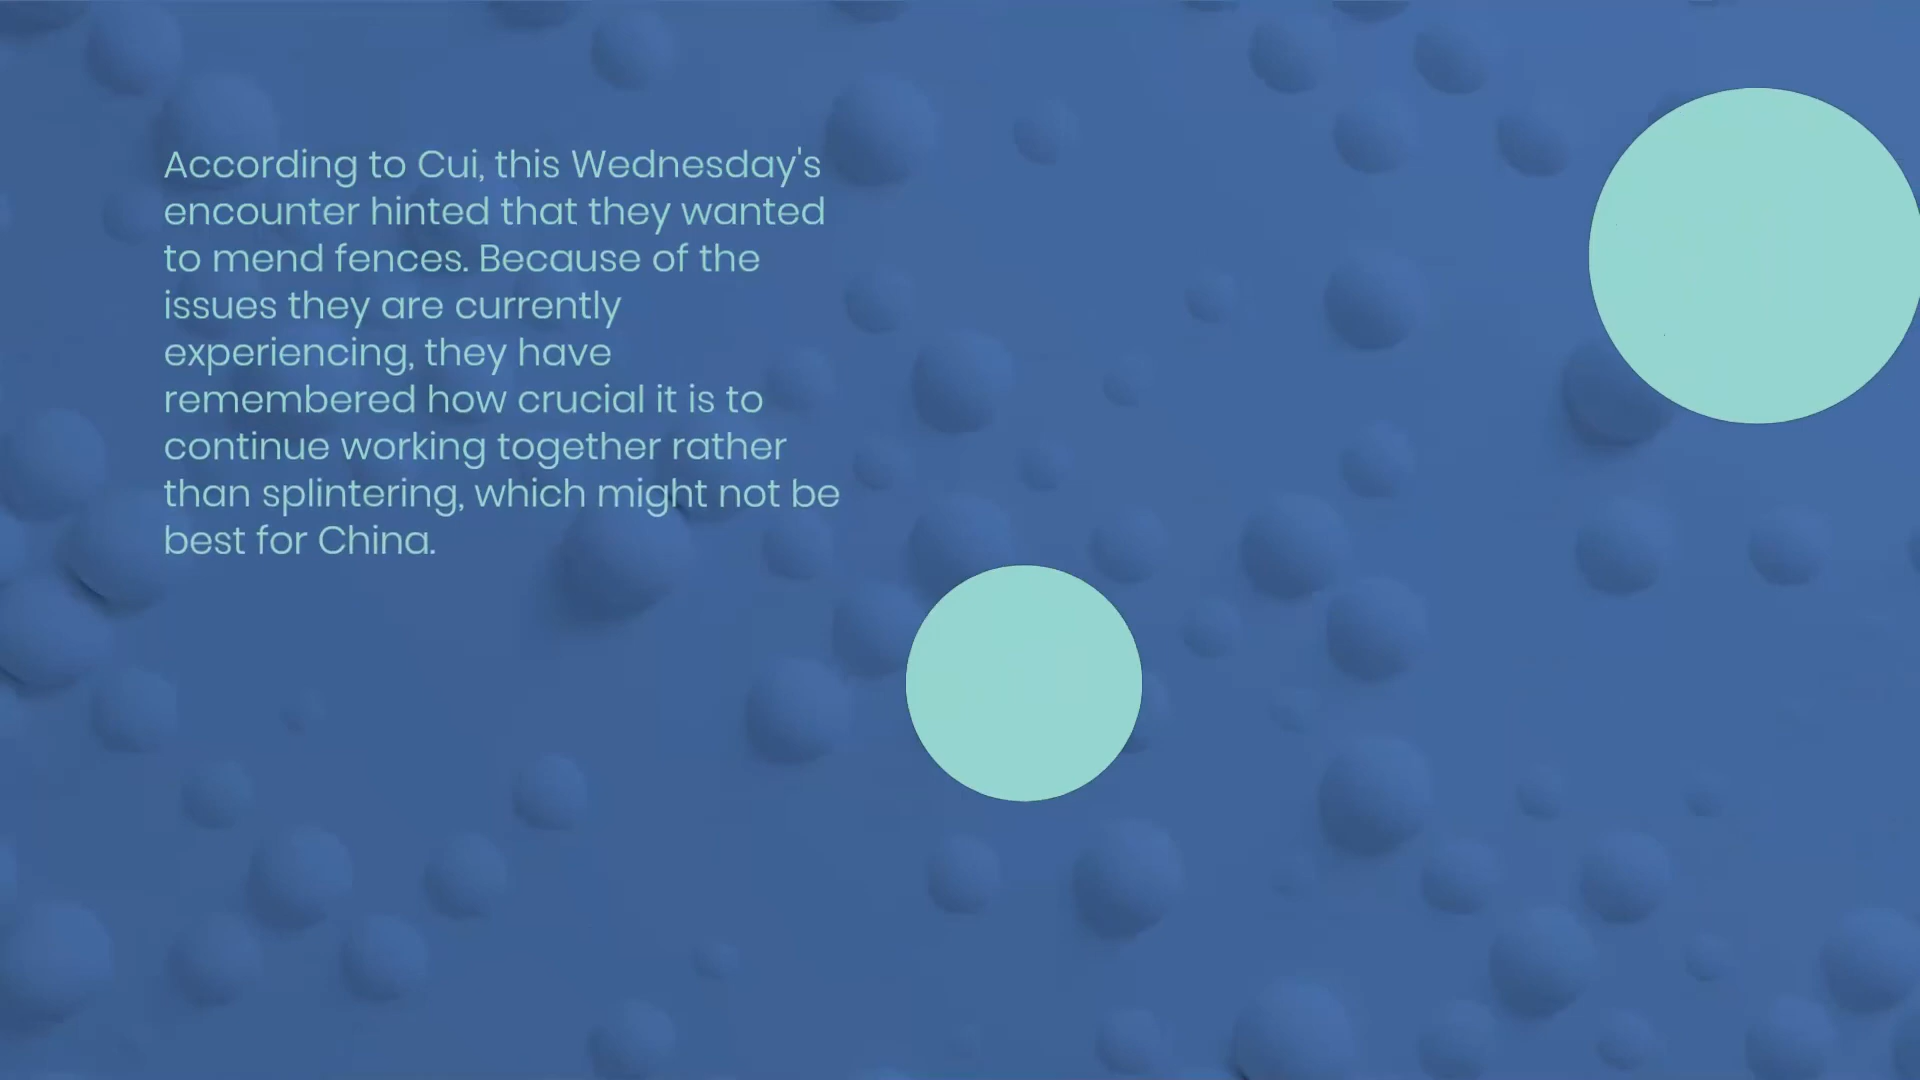 According to Cui, this Wednesday's
encounter hinted that they wanted
to mend fences. Because of the
issues they are currently
experiencing, they have
remembered how crucial it is to
continue working together rather
than splintering, which might not be
best for China.